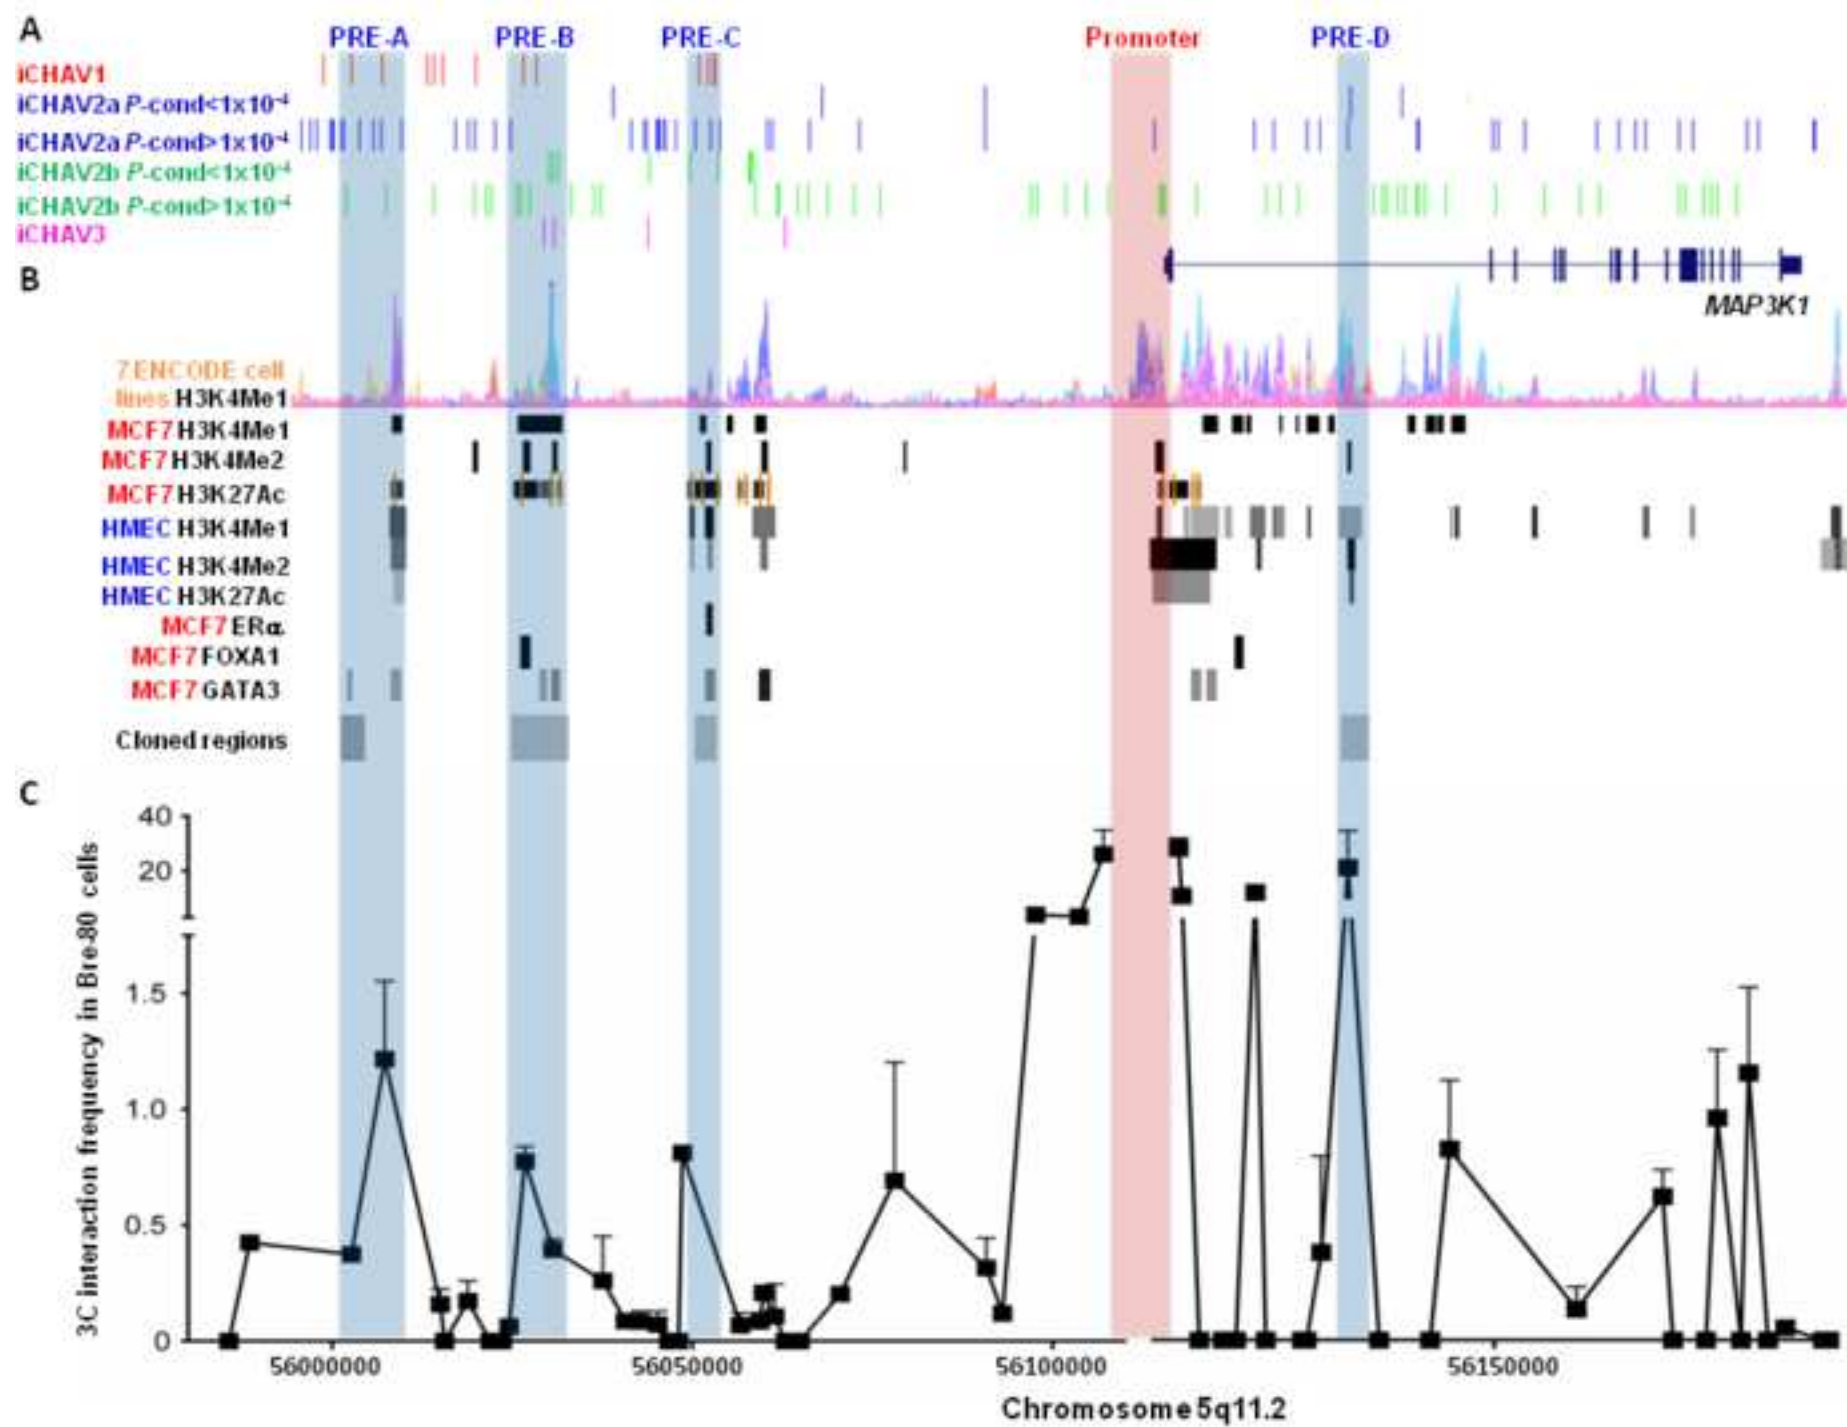 A
PRE-A PRE-B PRE-C Promoter PRE-D
iCHAV1
iCHAV2a P-cond<1x10⁻⁴
iCHAV2a P-cond>1x10⁻⁴
iCHAV2b P-cond<1x10⁻⁴
iCHAV2b P-cond>1x10⁻⁴
iCHAV3
B
MAP3K1
7 ENCODE cell
lines H3K4Me1
MCF7 H3K4Me1
MCF7 H3K4Me2
MCF7 H3K27Ac
HMEC H3K4Me1
HMEC H3K4Me2
HMEC H3K27Ac
MCF7 ERα
MCF7 FOXA1
MCF7 GATA3
Cloned regions
C
3C interaction frequency in Bre-80 cells
40
20
1.5
1.0
0.5
0
56000000 56050000 56100000 56150000
Chromosome 5q11.2